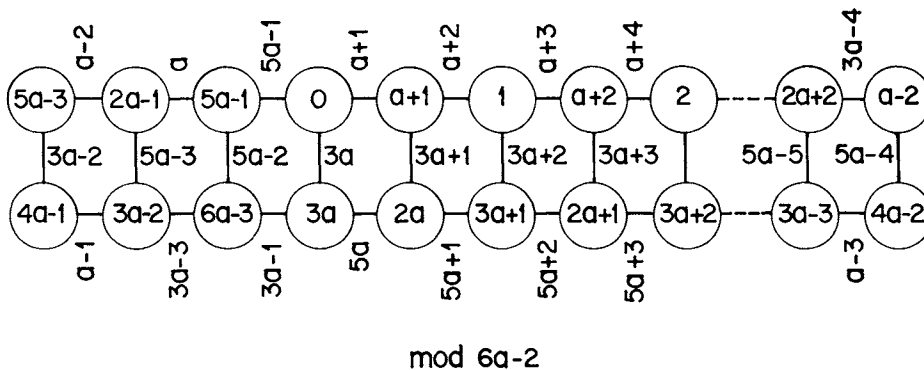 a-2 a 5a-1 a+1 a+2 a+3 a+4 3a-4
5a-3 2a-1 5a-1 0 a+1 1 a+2 2 2a+2 a-2
3a-2 5a-3 5a-2 3a 3a+1 3a+2 3a+3 5a-5 5a-4
4a-1 3a-2 6a-3 3a 2a 3a+1 2a+1 3a+2 3a-3 4a-2
a-1 3a-3 3a-1 5a 5a+1 5a+2 5a+3 a-3
mod 6a-2